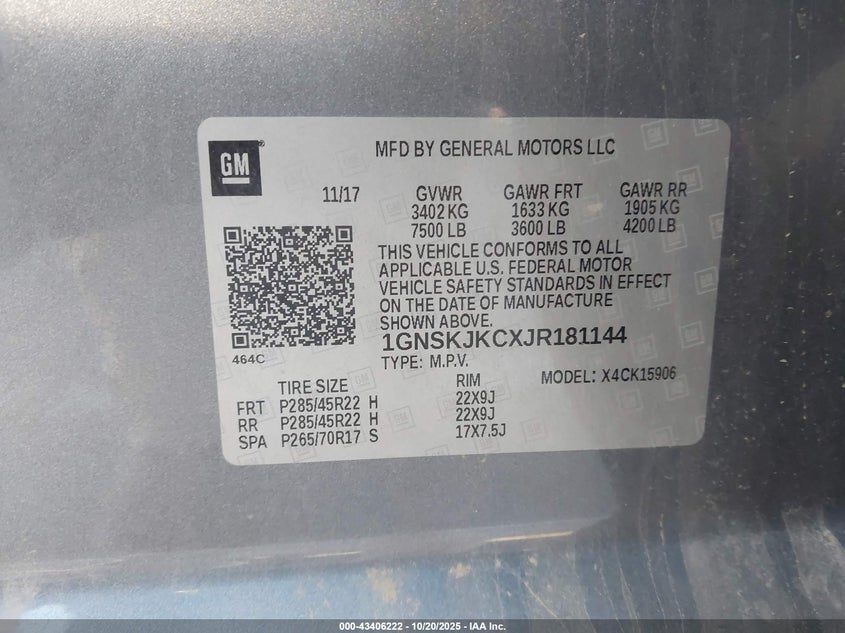 GM
MFD BY GENERAL MOTORS LLC
11/17
GVWR GAWR FRT GAWR RR
3402 KG 1633 KG 1905 KG
7500 LB 3600 LB 4200 LB
THIS VEHICLE CONFORMS TO ALL
APPLICABLE U.S. FEDERAL MOTOR
VEHICLE SAFETY STANDARDS IN EFFECT
ON THE DATE OF MANUFACTURE
SHOWN ABOVE.
1GNSKJKCXJR181144
464C
TYPE: M.P.V.
MODEL: X4CK15906
TIRE SIZE RIM
FRT P285/45R22 H 22X9J
RR P285/45R22 H 22X9J
SPA P265/70R17 S 17X7.5J
000-43406222 - 10/20/2025 - IAA Inc.